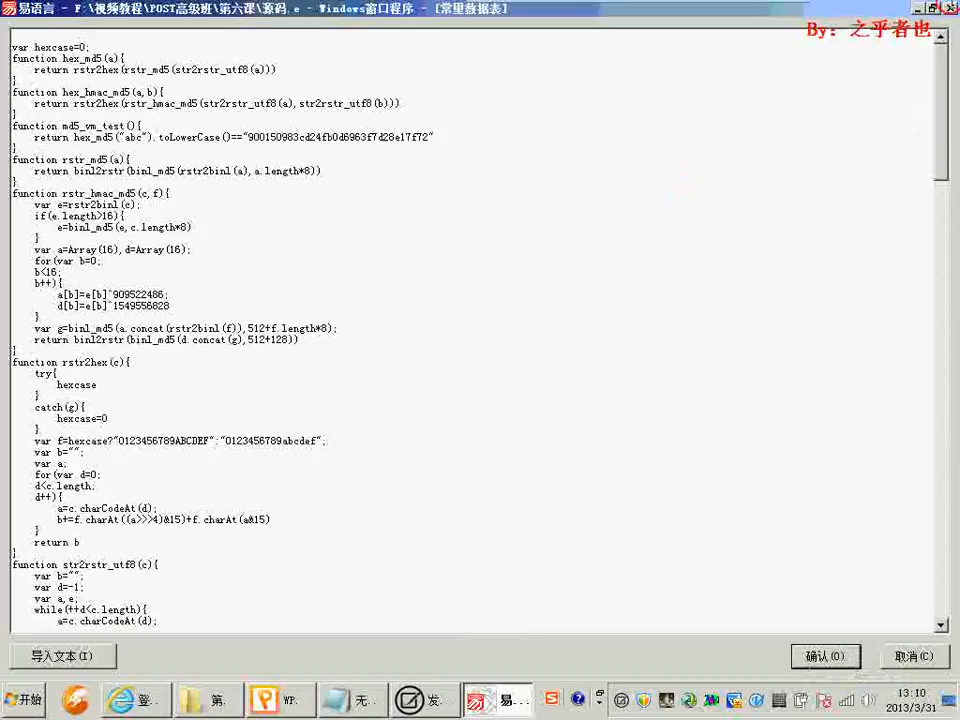 易语言 - F:\视频教程\POST高级班\第六课\源码.e - Windows窗口程序 - [常量数据表]
By: 之乎者也
var hexcase=0;
function hex_md5(a){
return rstr2hex(rstr_md5(str2rstr_utf8(a)))
}
function hex_hmac_md5(a,b){
return rstr2hex(rstr_hmac_md5(str2rstr_utf8(a),str2rstr_utf8(b)))
}
function md5_vm_test(){
return hex_md5("abc").toLowerCase()=="900150983cd24fb0d6963f7d28e17f72"
}
function rstr_md5(a){
return binl2rstr(binl_md5(rstr2binl(a),a.length*8))
}
function rstr_hmac_md5(c,f){
var e=rstr2binl(c);
if(e.length>16){
e=binl_md5(e,c.length*8)
}
var a=Array(16),d=Array(16);
for(var b=0;
b<16;
b++){
a[b]=e[b]^909522486;
d[b]=e[b]^1549556828
}
var g=binl_md5(a.concat(rstr2binl(f)),512+f.length*8);
return binl2rstr(binl_md5(d.concat(g),512+128))
}
function rstr2hex(c){
try{
hexcase
}
catch(g){
hexcase=0
}
var f=hexcase?"0123456789ABCDEF":"0123456789abcdef";
var b="";
var a;
for(var d=0;
d<c.length;
d++){
a=c.charCodeAt(d);
b+=f.charAt((a>>>4)&15)+f.charAt(a&15)
}
return b
}
function str2rstr_utf8(c){
var b="";
var d=-1;
var a,e;
while(++d<c.length){
a=c.charCodeAt(d);
导入文本(I) 确认(O) 取消(C)
开始 登... 第. WP. 无... 发... 易... 13:10
2013/3/31